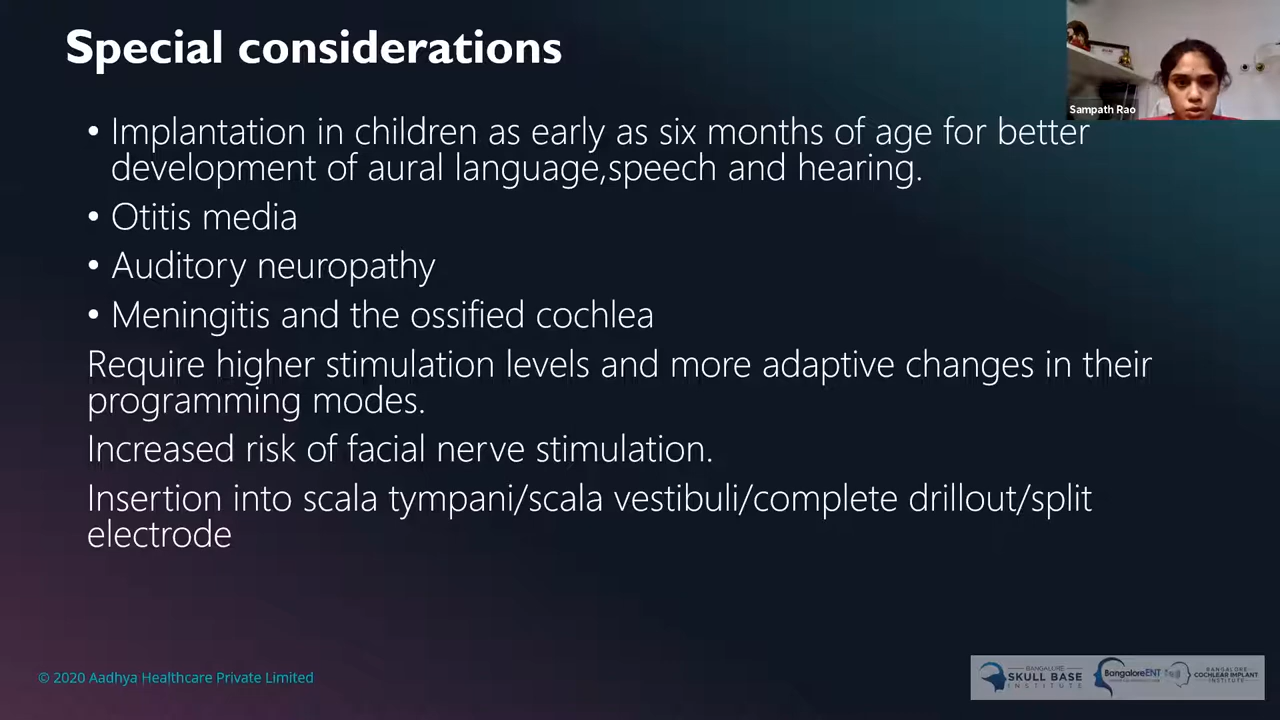 Special considerations
Sampath Rao
• Implantation in children as early as six months of age for better
development of aural language,speech and hearing.
• Otitis media
• Auditory neuropathy
• Meningitis and the ossified cochlea
Require higher stimulation levels and more adaptive changes in their
programming modes.
Increased risk of facial nerve stimulation.
Insertion into scala tympani/scala vestibuli/complete drillout/split
electrode
© 2020 Aadhya Healthcare Private Limited
BANGALORE
SKULL BASE
INSTITUTE
BangaloreENT
BANGALORE
COCHLEAR IMPLANT
INSTITUTE